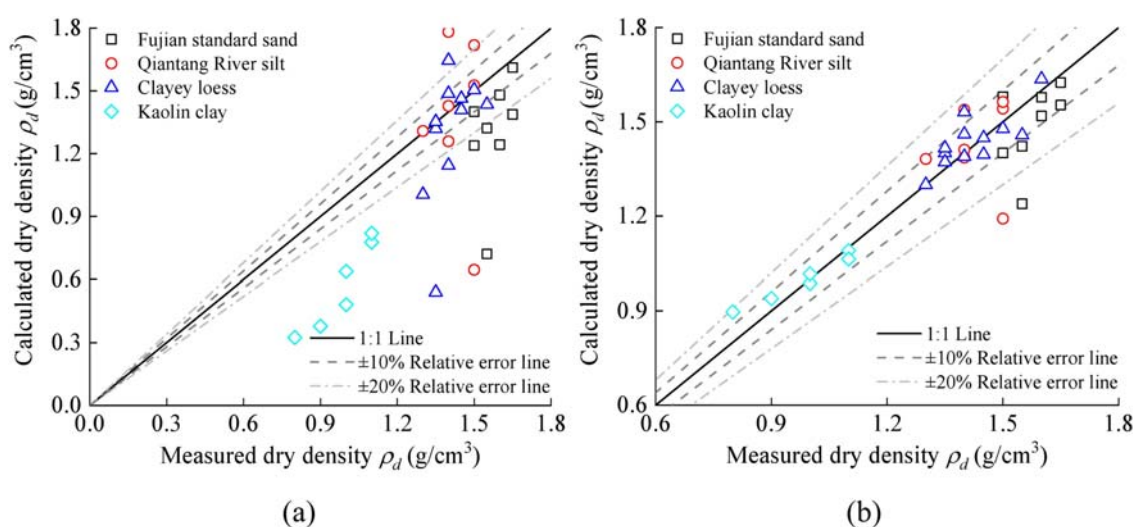 1.8
1.5
1.2
0.9
0.6
0.3
0.0
Calculated dry density ρd (g/cm³)
Fujian standard sand
Qiantang River silt
Clayey loess
Kaolin clay
1:1 Line
±10% Relative error line
±20% Relative error line
0.0 0.3 0.6 0.9 1.2 1.5 1.8
Measured dry density ρd (g/cm³)
(a)
1.8
1.5
1.2
0.9
0.6
Calculated dry density ρd (g/cm³)
Fujian standard sand
Qiantang River silt
Clayey loess
Kaolin clay
1:1 Line
±10% Relative error line
±20% Relative error line
0.6 0.9 1.2 1.5 1.8
Measured dry density ρd (g/cm³)
(b)